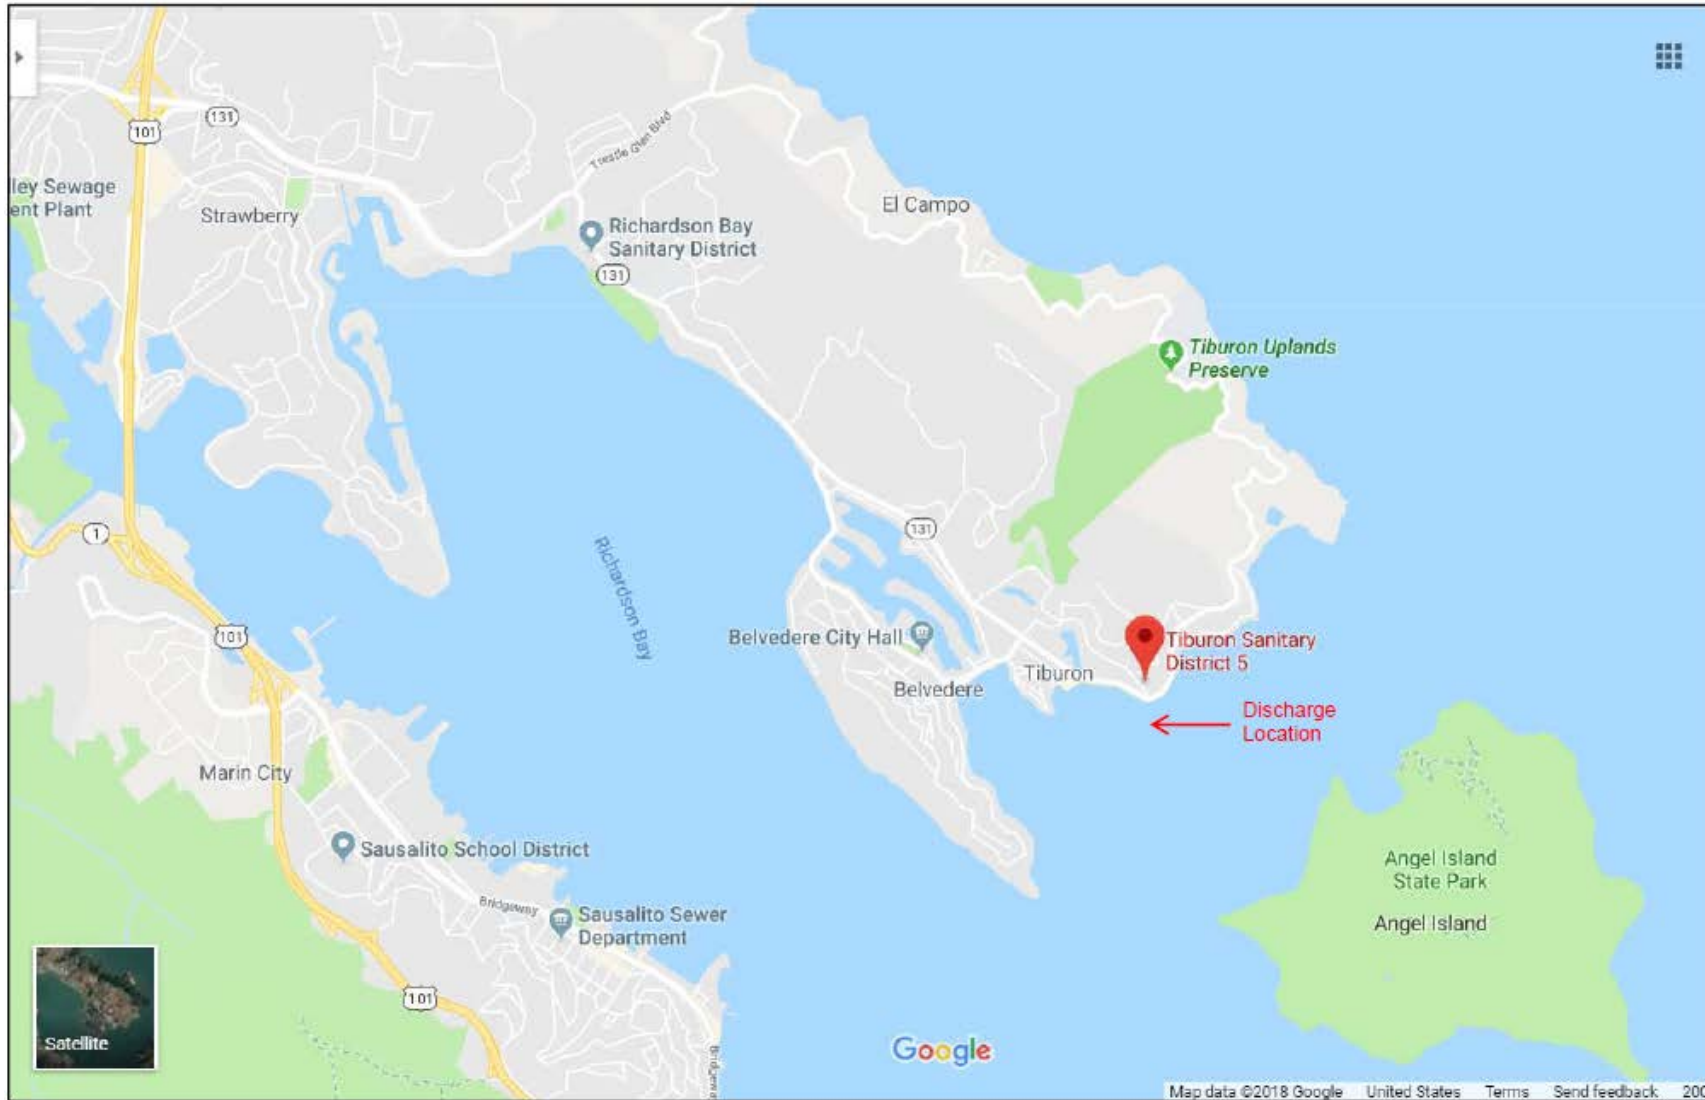 131
101
ley Sewage
ent Plant
Strawberry
Trestle Glen Blvd
Richardson Bay
Sanitary District
131
El Campo
Tiburon Uplands
Preserve
1
131
Richardson Bay
101
Belvedere City Hall
Tiburon Sanitary
District 5
Tiburon
Belvedere
Discharge
Location
Marin City
Sausalito School District
Angel Island
State Park
Angel Island
Bridgeway
Sausalito Sewer
Department
101
Satellite
Google
Bridgewa
Map data ©2018 Google United States Terms Send feedback 200